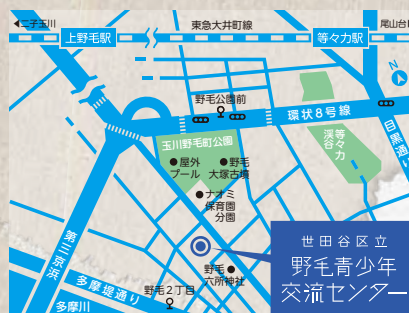 ◀二子玉川
東急大井町線
尾山台
上野毛駅
等々力駅
N
野毛公園前
環状8号線
目黒通り
玉川野毛町公園
等々力
渓谷
●屋外
プール
●野毛
大塚古墳
●ナオミ
保育園
分園
第三京浜
世田谷区立
野毛青少年
交流センター
野毛●
六所神社
多摩堤通り
野毛2丁目
多摩川